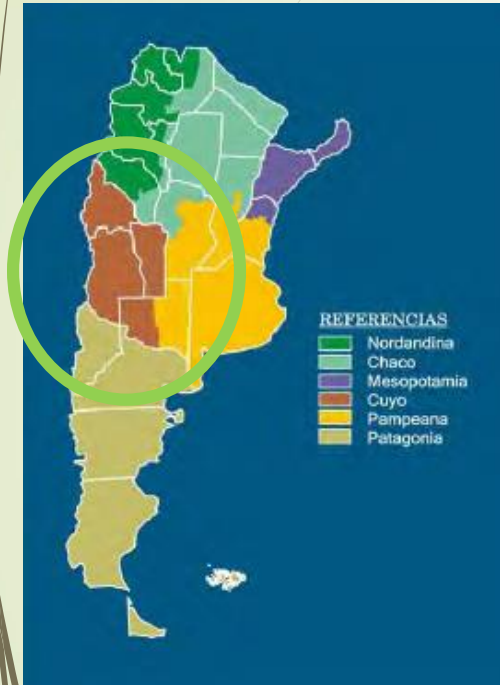 REFERENCIAS
Nordandina
Chaco
Mesopotamia
Cuyo
Pampeana
Patagonia